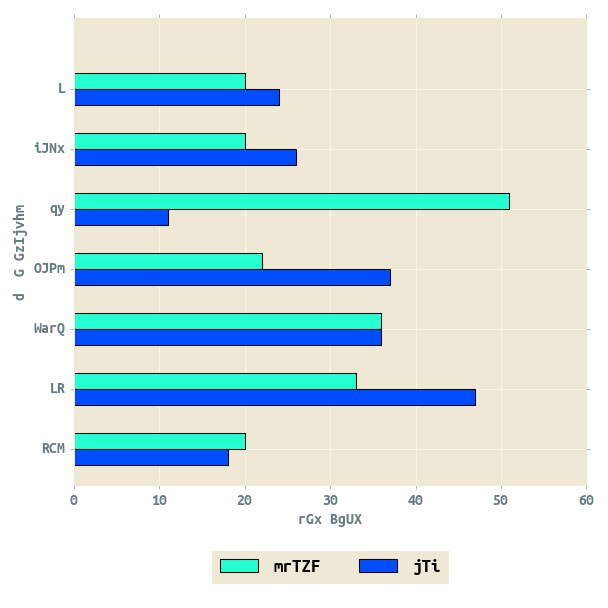 L
iJNx
qy
OJPm
WarQ
LR
RCM
d  G GzIjvhm
0 10 20 30 40 50 60
rGx BgUX
mrTZF jTi